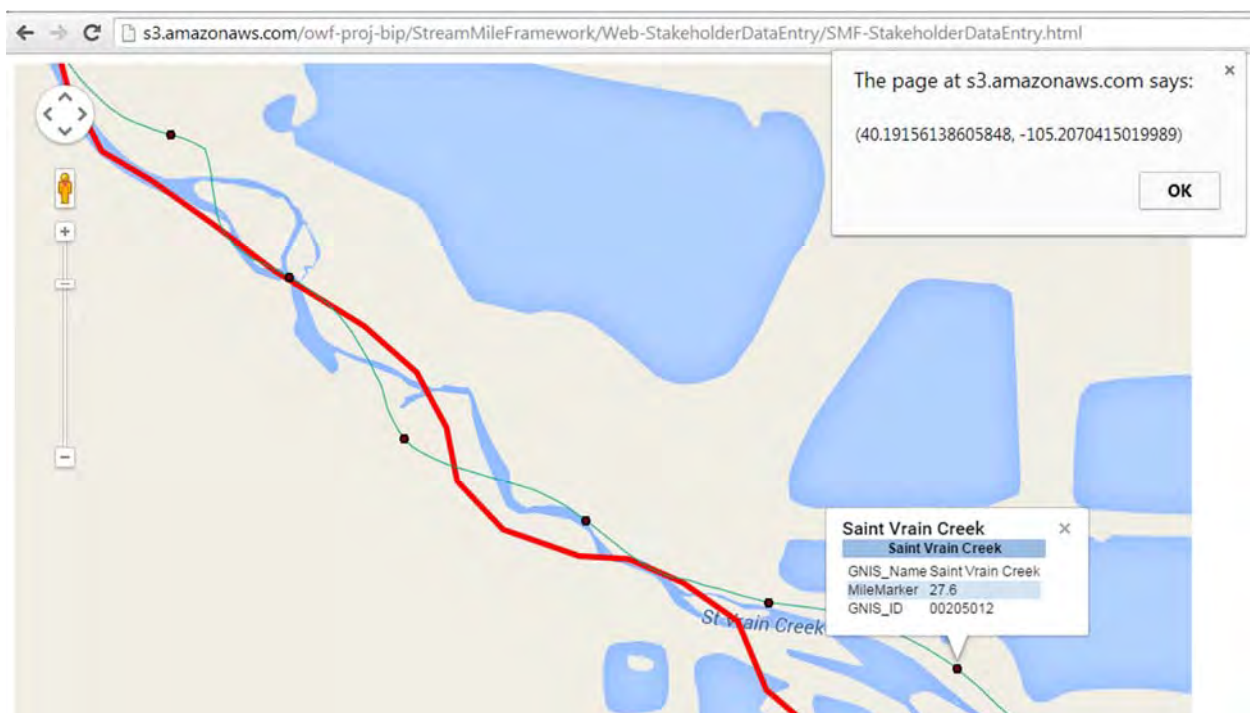 s3.amazonaws.com/owf-proj-bip/StreamMileFramework/Web-StakeholderDataEntry/SMF-StakeholderDataEntry.html
The page at s3.amazonaws.com says:
(40.19156138605848, -105.2070415019989)
OK
Saint Vrain Creek
Saint Vrain Creek
GNIS_Name Saint Vrain Creek
MileMarker 27.6
GNIS_ID 00205012
St Vrain Creek